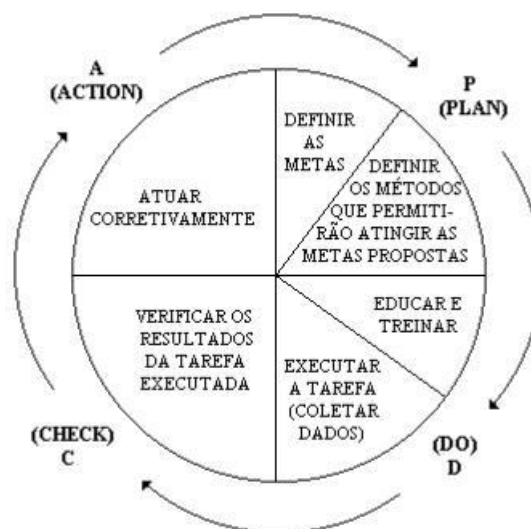 A
(ACTION)
P
(PLAN)
DEFINIR
AS
METAS
DEFINIR
OS MÉTODOS
QUE PERMITI-
RÃO ATINGIR AS
METAS PROPOSTAS
ATUAR
CORRETIVAMENTE
EDUCAR E
TREINAR
VERIFICAR OS
RESULTADOS
DA TAREFA
EXECUTADA
EXECUTAR
A TAREFA
(COLETAR
DADOS)
(CHECK)
C
(DO)
D